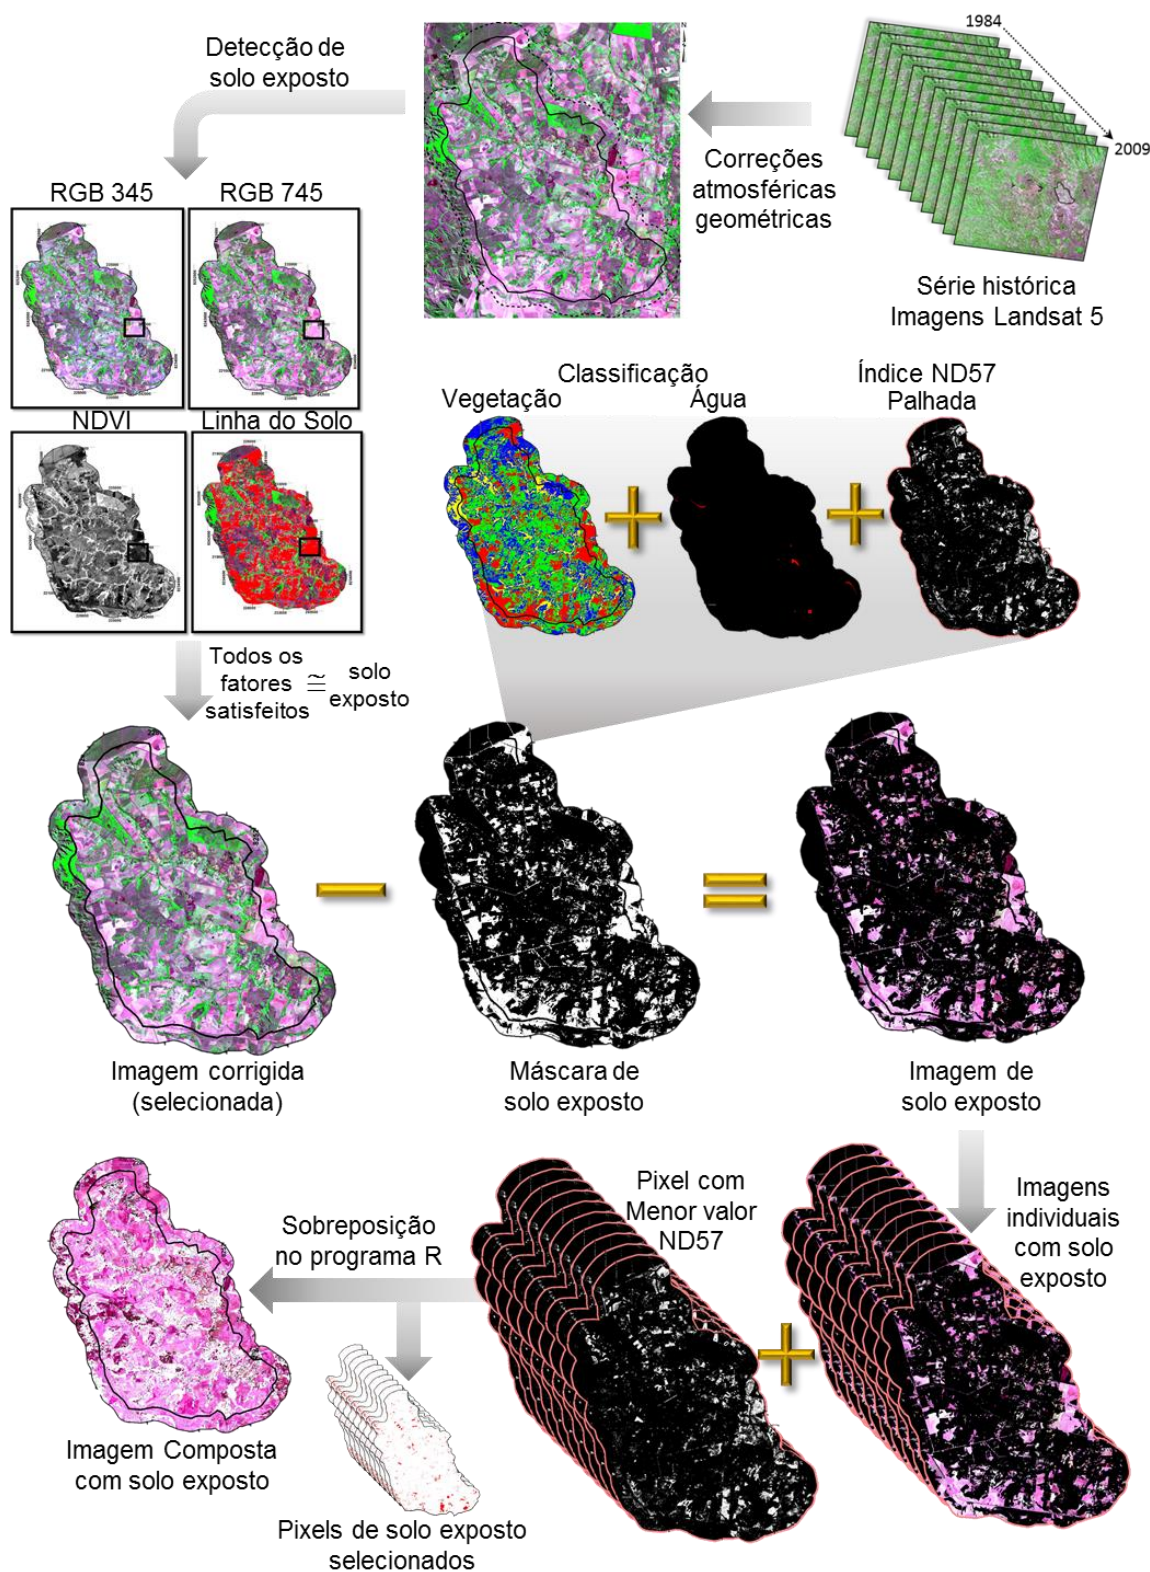 1984
2009
Série histórica
Imagens Landsat 5
Correções
atmosféricas
geométricas
Detecção de
solo exposto
RGB 345
RGB 745
NDVI
Linha do Solo
Todos os
fatores
satisfeitos
≅
solo
exposto
Classificação
Vegetação
Água
Índice ND57
Palhada
Imagem corrigida
(selecionada)
Máscara de
solo exposto
Imagem de
solo exposto
Imagens
individuais
com solo
exposto
Pixel com
Menor valor
ND57
Sobreposição
no programa R
Imagem Composta
com solo exposto
Pixels de solo exposto
selecionados